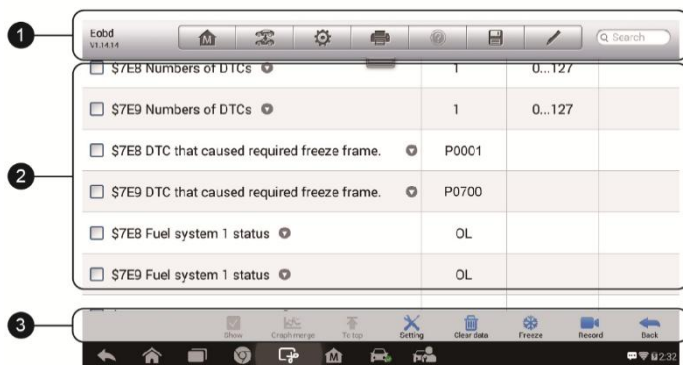 1
Eobd
V1.14.14
Search
2
$7E8 Numbers of DTCs 1 0...127
$7E9 Numbers of DTCs 1 0...127
$7E8 DTC that caused required freeze frame. P0001
$7E9 DTC that caused required freeze frame. P0700
$7E8 Fuel system 1 status OL
$7E9 Fuel system 1 status OL
3
Show Graph merge To top Setting Clear data Freeze Record Back
2:32